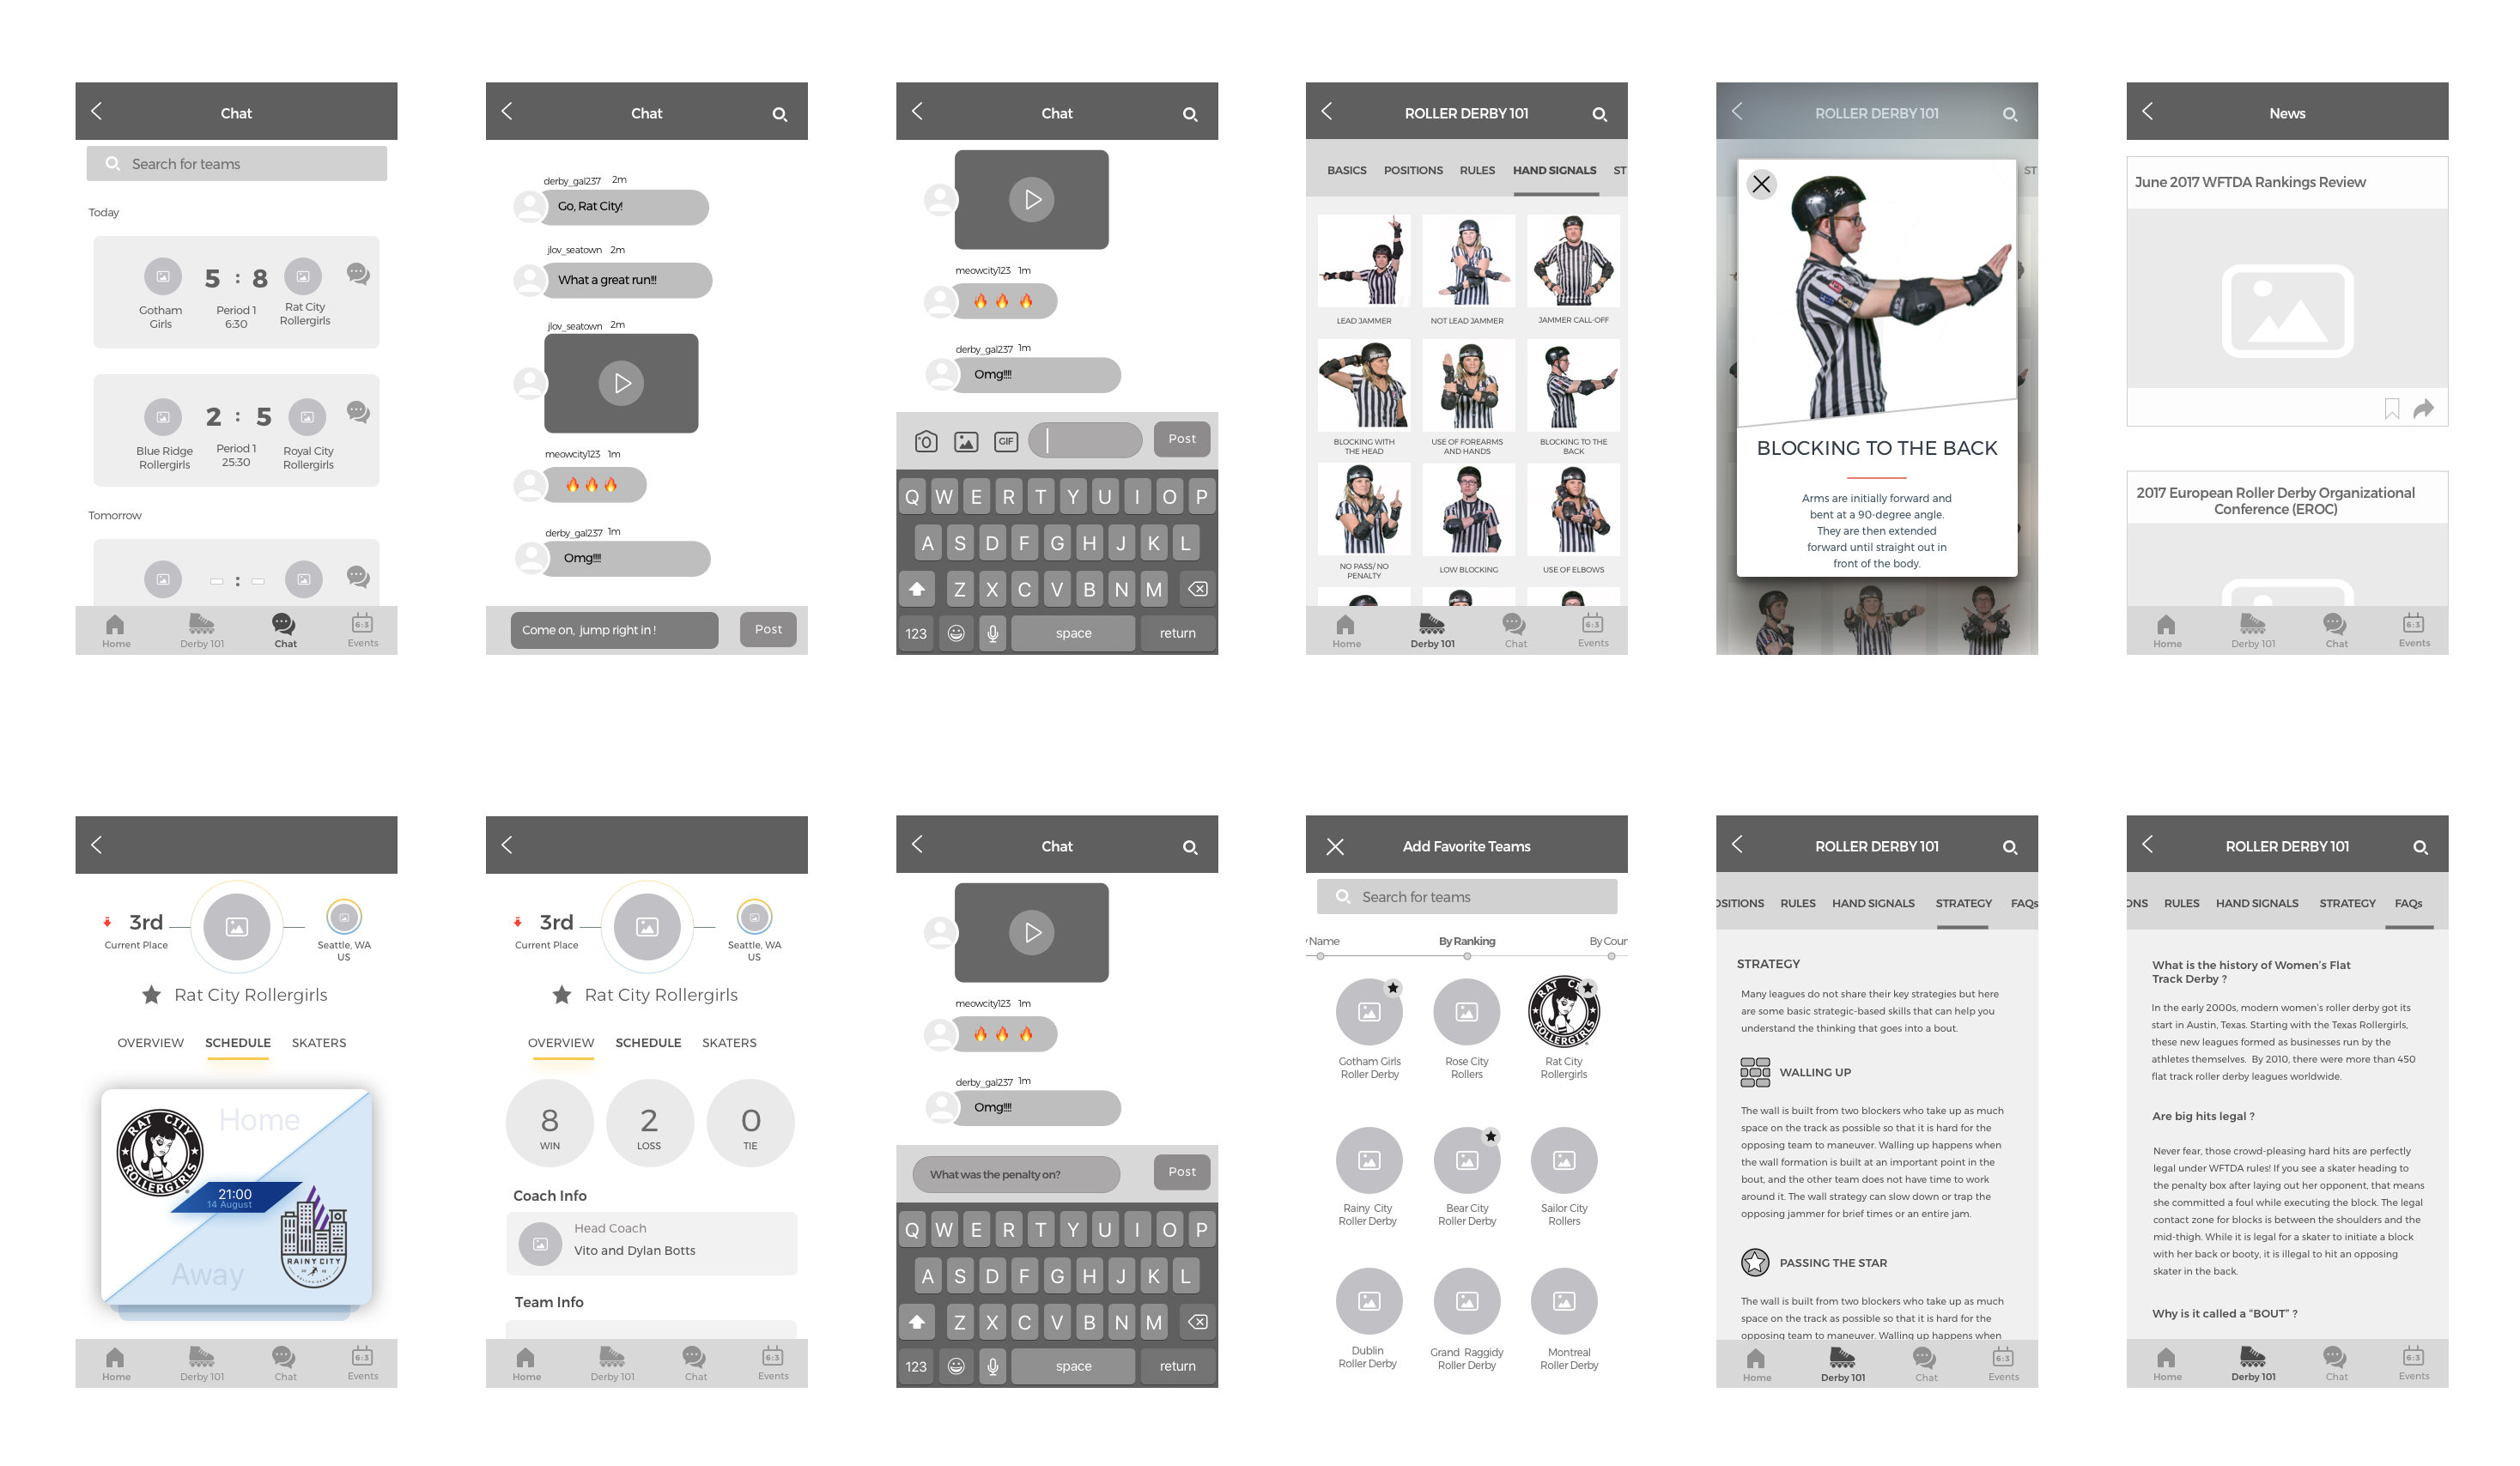 Chat
Search for teams
Today
5 : 8
Gotham
Girls
Period 1
6:30
Rat City
Rollergirls
2 : 5
Blue Ridge
Rollergirls
Period 1
25:30
Royal City
Rollergirls
Tomorrow
:
6:3
Home
Derby 101
Chat
Events
Chat
derby_gal237 2m
Go, Rat City!
jlov_seatown 2m
What a great run!!!
jlov_seatown 2m
meowcity123 1m
🔥🔥🔥
derby_gal237 1m
Omg!!!!
Come on, jump right in !
Post
Chat
meowcity123 1m
🔥 🔥 🔥
derby_gal237 1m
Omg!!!!
GIF
Post
Q W E R T Y U I O P
A S D F G H J K L
Z X C V B N M
123
space
return
ROLLER DERBY 101
BASICS POSITIONS RULES HAND SIGNALS ST
LEAD JAMMER
NOT LEAD JAMMER
JAMMER CALL-OFF
BLOCKING WITH
THE HEAD
USE OF FOREARMS
AND HANDS
BLOCKING TO THE
BACK
NO PASS/ NO
PENALTY
LOW BLOCKING
USE OF ELBOWS
6:3
Home
Derby 101
Chat
Events
ROLLER DERBY 101
ST
BLOCKING TO THE BACK
Arms are initially forward and
bent at a 90-degree angle.
They are then extended
forward until straight out in
front of the body.
News
June 2017 WFTDA Rankings Review
2017 European Roller Derby Organizational
Conference (EROC)
6:3
Home
Derby 101
Chat
Events
3rd
Current Place
Seattle, WA
US
Rat City Rollergirls
OVERVIEW SCHEDULE SKATERS
Home
RAT CITY
ROLLERGIRLS
21:00
14 August
RAINY CITY
ROLLER DERBY
Away
6:3
Home
Derby 101
Chat
Events
3rd
Current Place
Seattle, WA
US
Rat City Rollergirls
OVERVIEW SCHEDULE SKATERS
8
WIN
2
LOSS
0
TIE
Coach Info
Head Coach
Vito and Dylan Botts
Team Info
6:3
Home
Derby 101
Chat
Events
Chat
meowcity123 1m
🔥 🔥 🔥
derby_gal237 1m
Omg!!!!
What was the penalty on?
Post
Q W E R T Y U I O P
A S D F G H J K L
Z X C V B N M
123
space
return
Add Favorite Teams
Search for teams
y Name
By Ranking
By Coun
RAT CITY
ROLLERGIRLS
Gotham Girls
Roller Derby
Rose City
Rollers
Rat City
Rollergirls
Rainy City
Roller Derby
Bear City
Roller Derby
Sailor City
Rollers
Dublin
Roller Derby
Grand Raggidy
Roller Derby
Montreal
Roller Derby
ROLLER DERBY 101
OSITIONS RULES HAND SIGNALS STRATEGY FAQs
STRATEGY
Many leagues do not share their key strategies but here
are some basic strategic-based skills that can help you
understand the thinking that goes into a bout.
WALLING UP
The wall is built from two blockers who take up as much
space on the track as possible so that it is hard for the
opposing team to maneuver. Walling up happens when
the wall formation is built at an important point in the
bout, and the other team does not have time to work
around it. The wall strategy can slow down or trap the
opposing jammer for brief times or an entire jam.
PASSING THE STAR
The wall is built from two blockers who take up as much
space on the track as possible so that it is hard for the
opposing team to maneuver. Walling up happens when
6:3
Home
Derby 101
Chat
Events
ROLLER DERBY 101
ONS RULES HAND SIGNALS STRATEGY FAQs
What is the history of Women's Flat
Track Derby ?
In the early 2000s, modern women's roller derby got its
start in Austin, Texas. Starting with the Texas Rollergirls,
these new leagues formed as businesses run by the
athletes themselves. By 2010, there were more than 450
flat track roller derby leagues worldwide.
Are big hits legal ?
Never fear, those crowd-pleasing hard hits are perfectly
legal under WFTDA rules! If you see a skater heading to
the penalty box after laying out her opponent, that means
she committed a foul while executing the block. The legal
contact zone for blocks is between the shoulders and the
mid-thigh. While it is legal for a skater to initiate a block
with her back or booty, it is illegal to hit an opposing
skater in the back.
Why is it called a "BOUT" ?
6:3
Home
Derby 101
Chat
Events